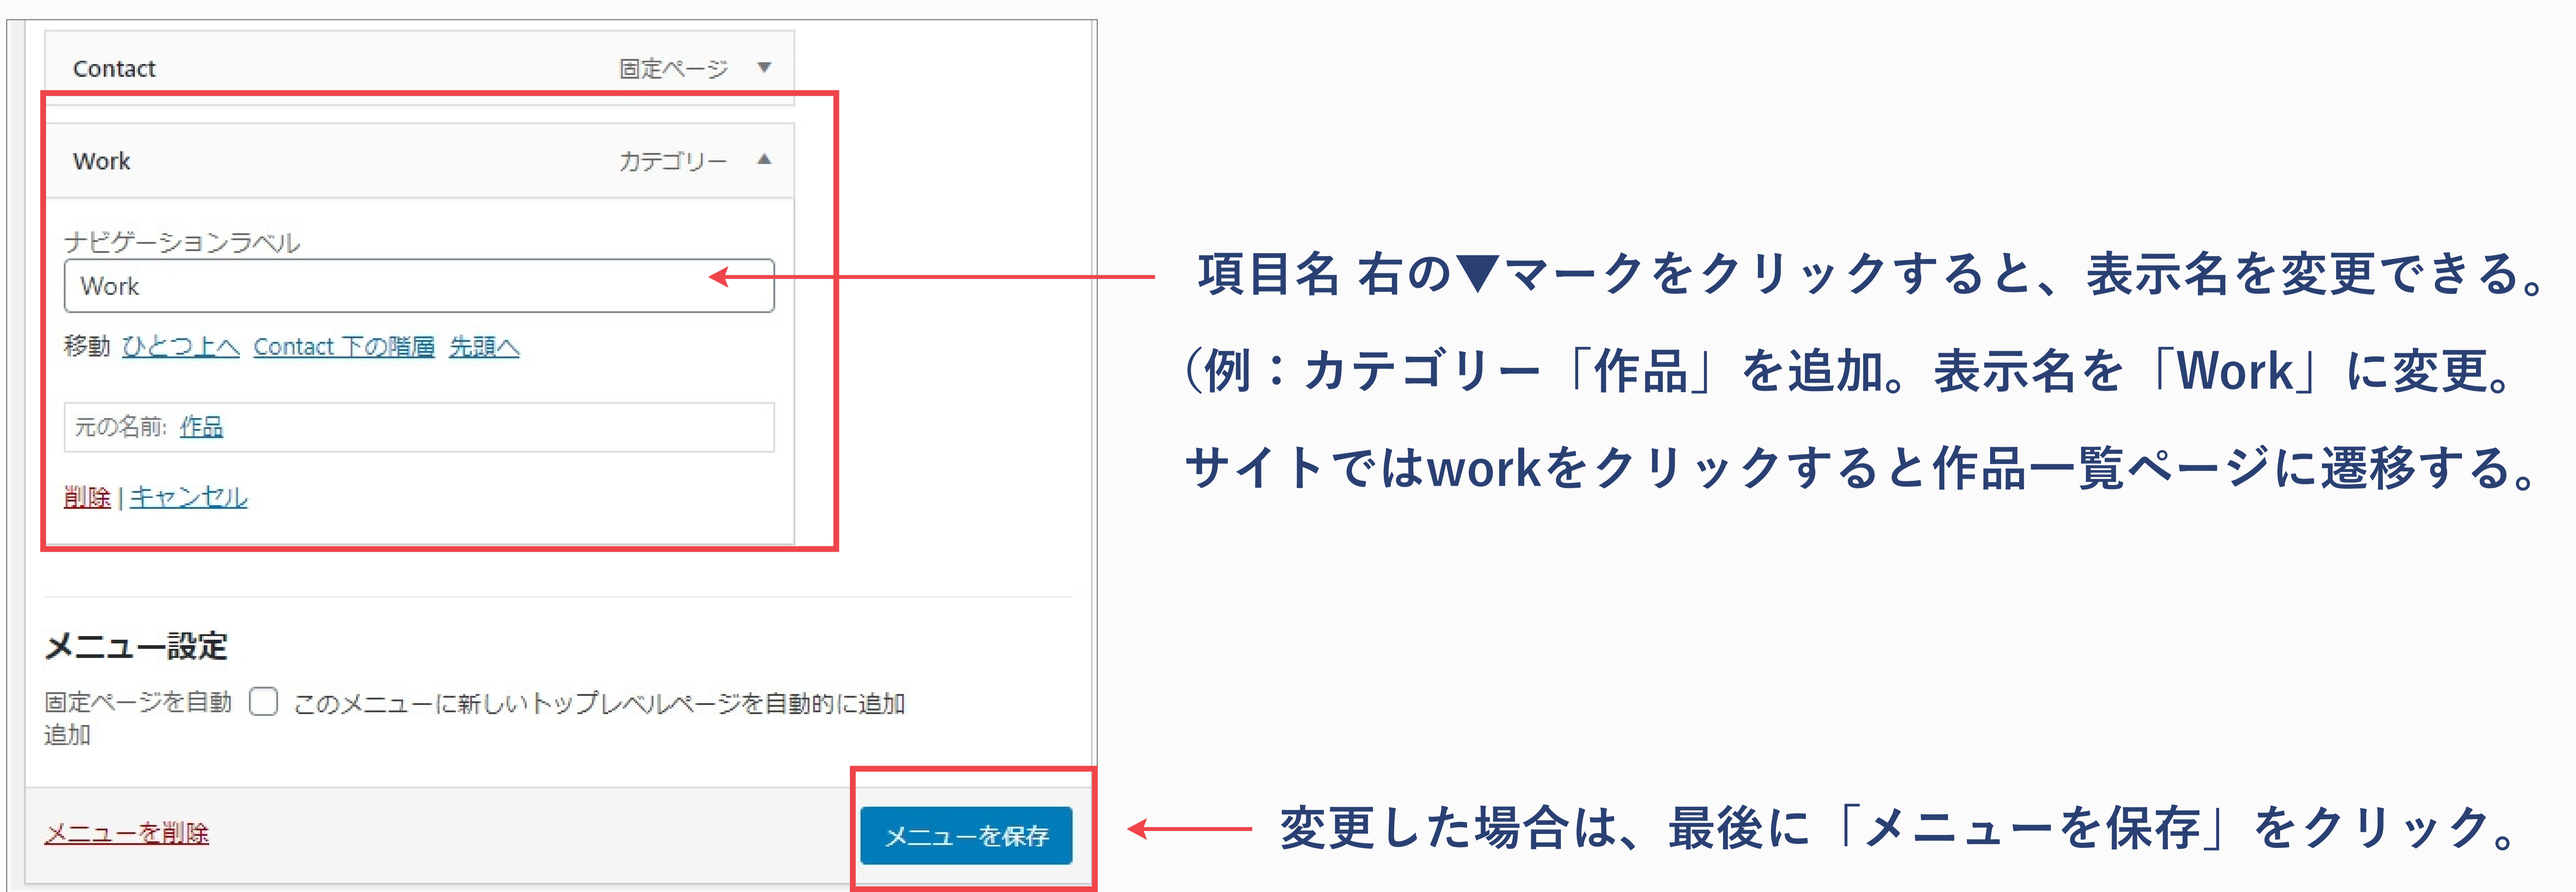 Contact 固定ページ ▼
Work カテゴリー ▲
ナビゲーションラベル
Work
移動 ひとつ上へ Contact 下の階層 先頭へ
元の名前: 作品
削除 | キャンセル
メニュー設定
固定ページを自動追加
このメニューに新しいトップレベルページを自動的に追加
メニューを削除
メニューを保存
項目名 右の▼マークをクリックすると、表示名を変更できる。
（例：カテゴリー「作品」を追加。表示名を「Work」に変更。
サイトではworkをクリックすると作品一覧ページに遷移する。
変更した場合は、最後に「メニューを保存」をクリック。